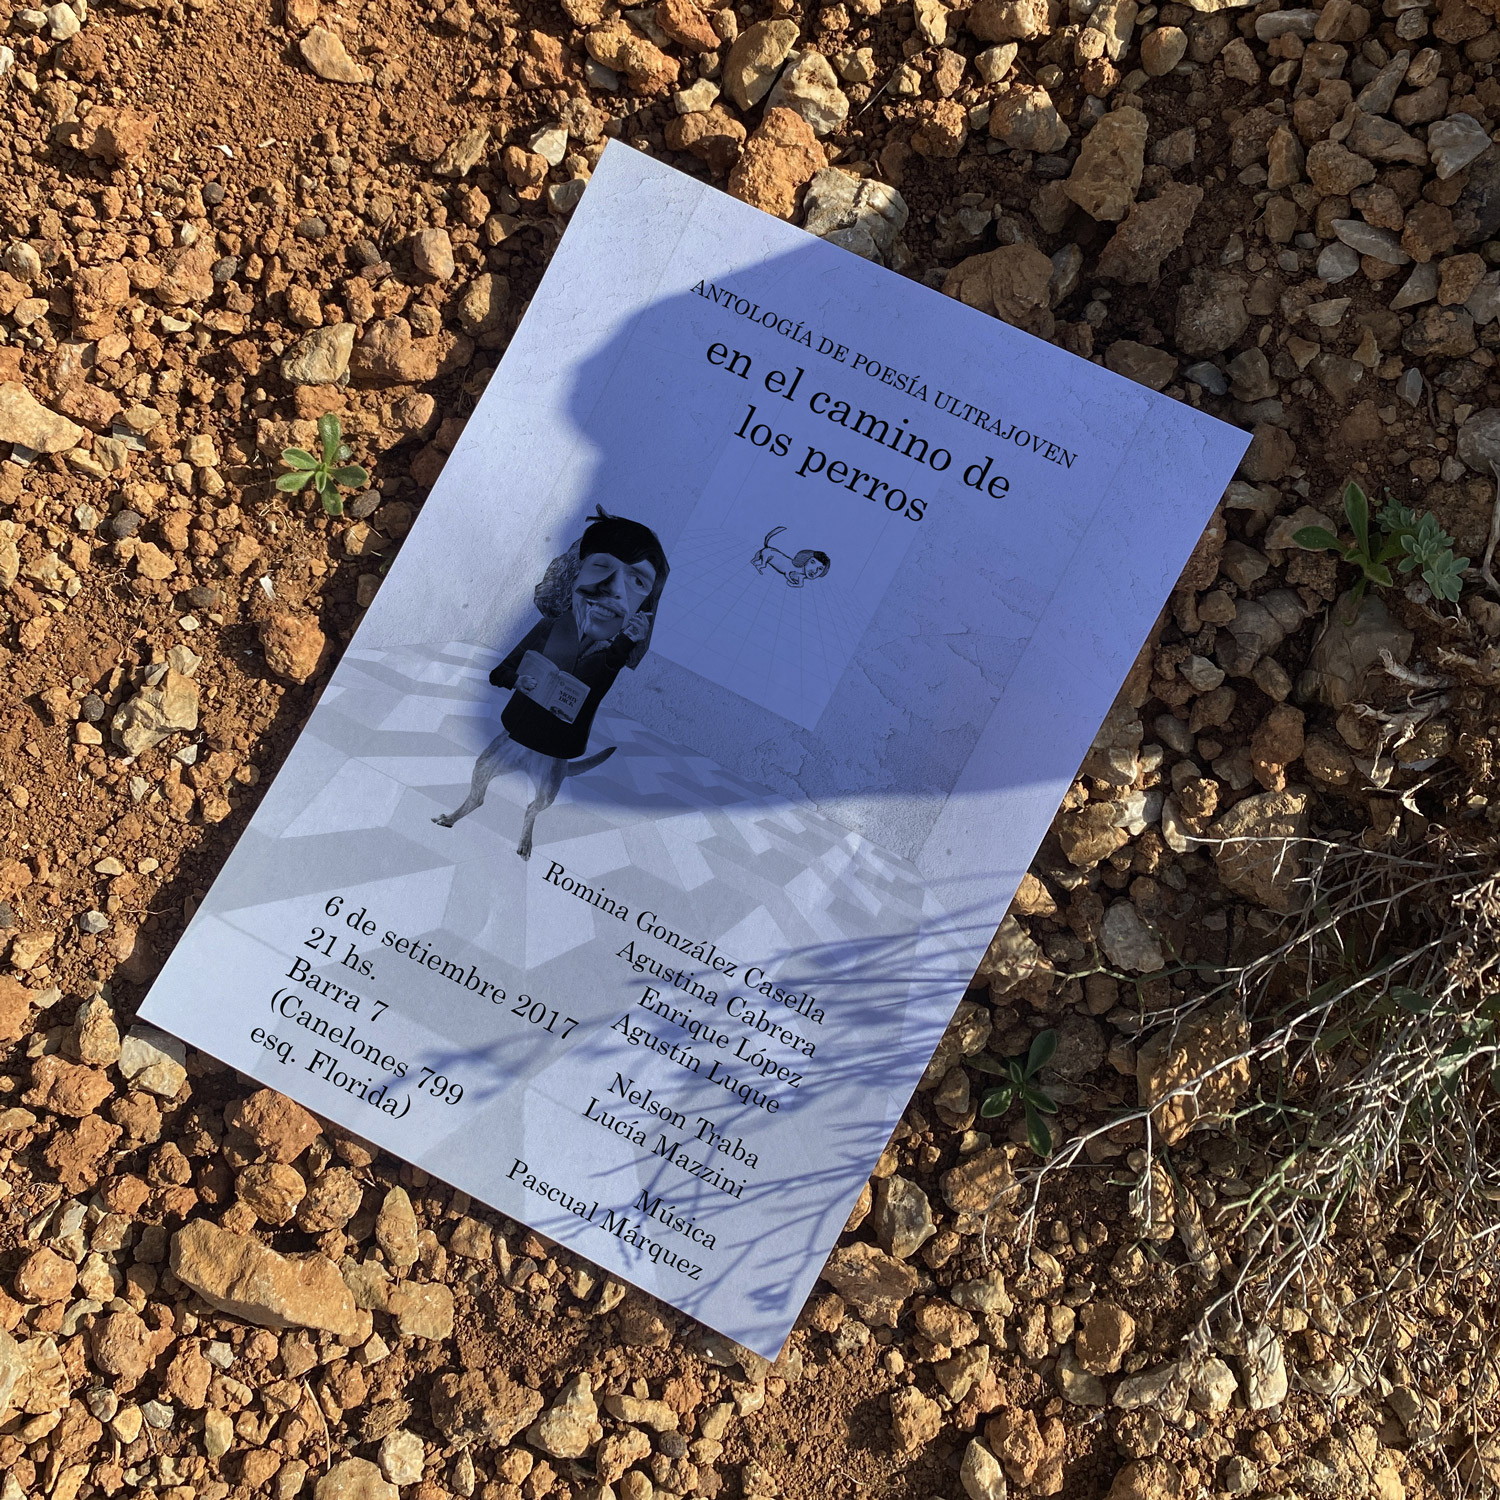 ANTOLOGÍA DE POESÍA ULTRAJOVEN
en el camino de
los perros
MOBY
DICK
Romina González Casella
Agustina Cabrera
Enrique López
Agustín Luque
Nelson Traba
Lucía Mazzini
Música
Pascual Márquez
6 de setiembre 2017
21 hs.
Barra 7
(Canelones 799
esq. Florida)